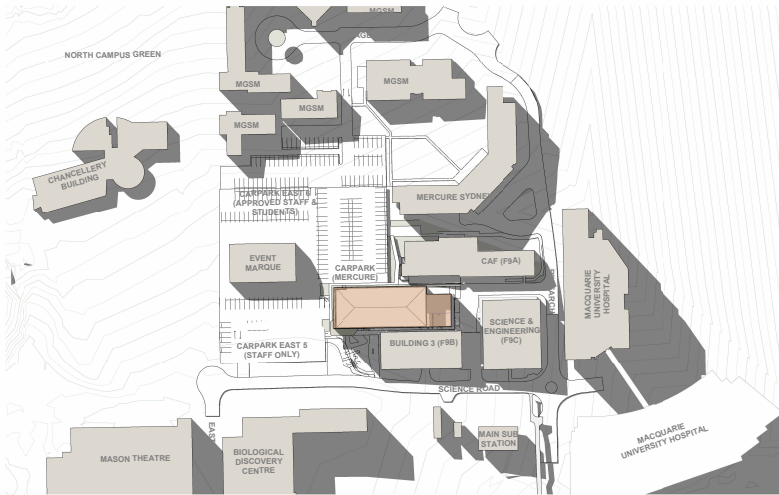 MGSM
NORTH CAMPUS GREEN
MGSM
MGSM
MGSM
MGSM
CHANCELLERY
BUILDING
CARPARK EAST 6
(APPROVED STAFF &
STUDENTS)
MERCURE SYDNE
EVENT
MARQUE
CARPARK
(MERCURE)
CAF (F9A)
MACQUARIE
UNIVERSITY
HOSPITAL
SCIENCE &
ENGINEERING
(F9C)
CARPARK EAST 5
(STAFF ONLY)
BUILDING 3 (F9B)
SCIENCE ROAD
EAST
MASON THEATRE
BIOLOGICAL
DISCOVERY
CENTRE
MAIN SUB
STATION
MACQUARIE
UNIVERSITY HOSPITAL